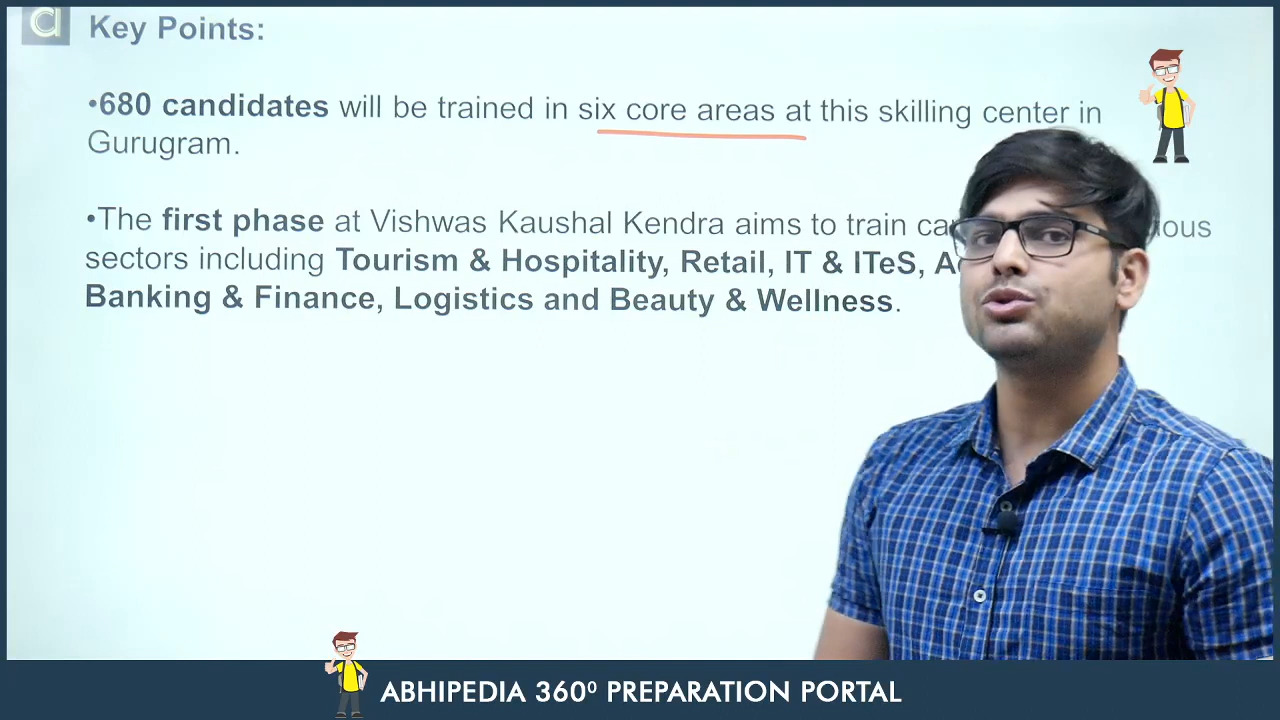 a
Key Points:
•680 candidates will be trained in six core areas at this skilling center in
Gurugram.
•The first phase at Vishwas Kaushal Kendra aims to train
sectors including Tourism & Hospitality, Retail, IT & ITeS,
Banking & Finance, Logistics and Beauty & Wellness.
ABHIPEDIA 360⁰ PREPARATION PORTAL